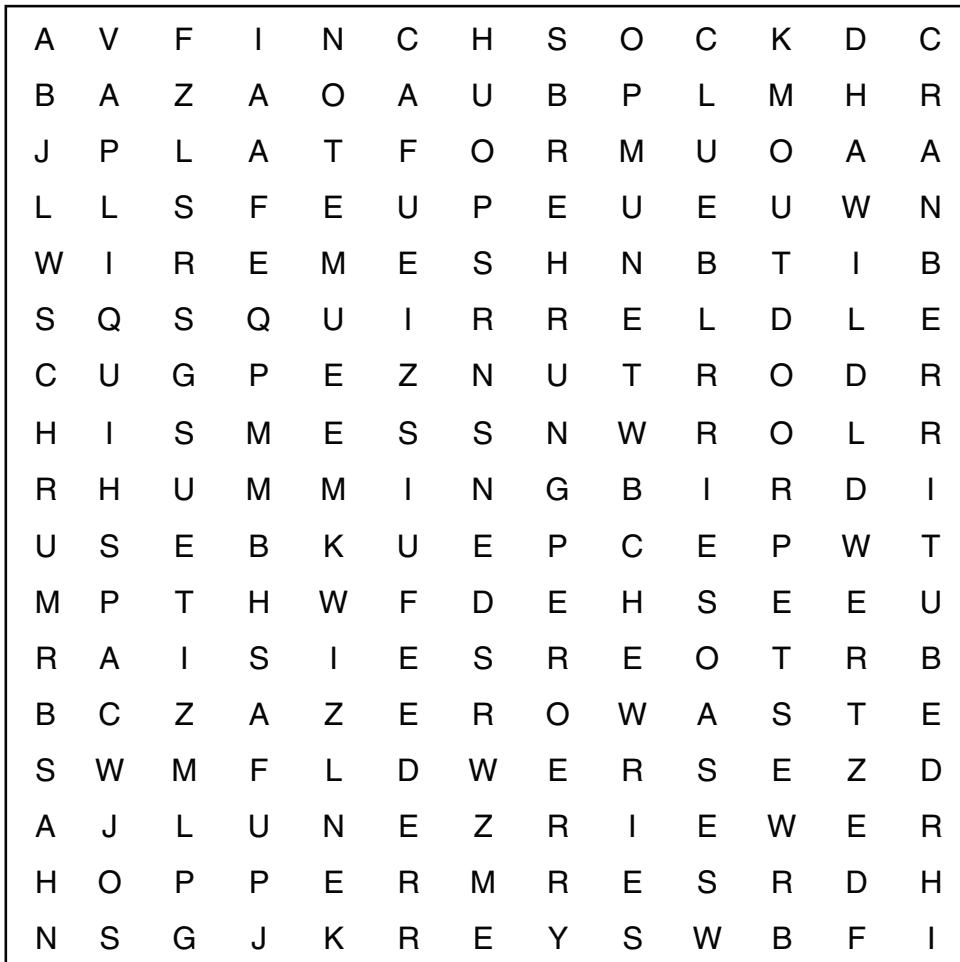 A V F I N C H S O C K D C
B A Z A O A U B P L M H R
J P L A T F O R M U O A A
L L S F E U P E U E U W N
W I R E M E S H N B T I B
S Q S Q U I R R E L D L E
C U G P E Z N U T R O D R
H I S M E S S N W R O L R
R H U M M I N G B I R D I
U S E B K U E P C E P W T
M P T H W F D E H S E E U
R A I S I E S R E O T R B
B C Z A Z E R O W A S T E
S W M F L D W E R S E Z D
A J L U N E Z R I E W E R
H O P P E R M R E S R D H
N S G J K R E Y S W B F I